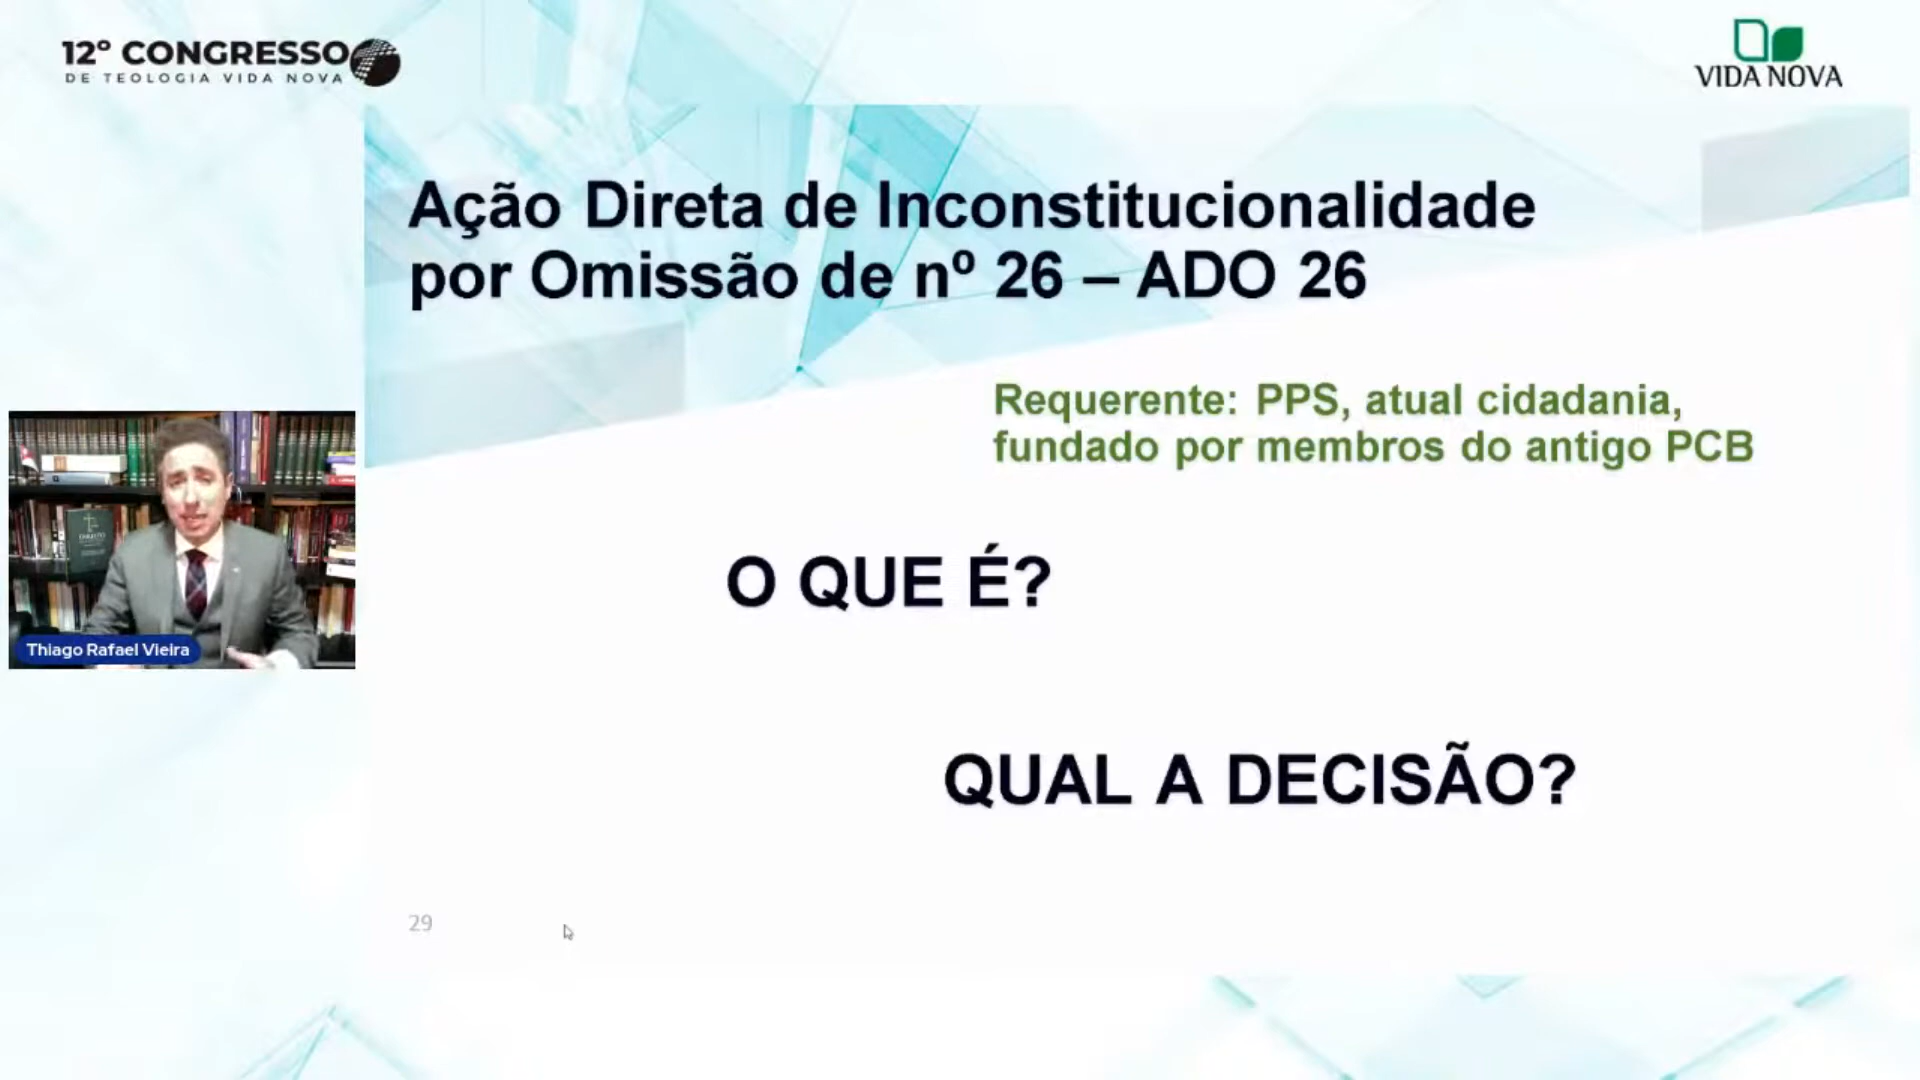 12º CONGRESSO
DE TEOLOGIA VIDA NOVA
VIDA NOVA
Ação Direta de Inconstitucionalidade
por Omissão de nº 26 – ADO 26
Requerente: PPS, atual cidadania,
fundado por membros do antigo PCB
O QUE É?
Thiago Rafael Vieira
QUAL A DECISÃO?
29